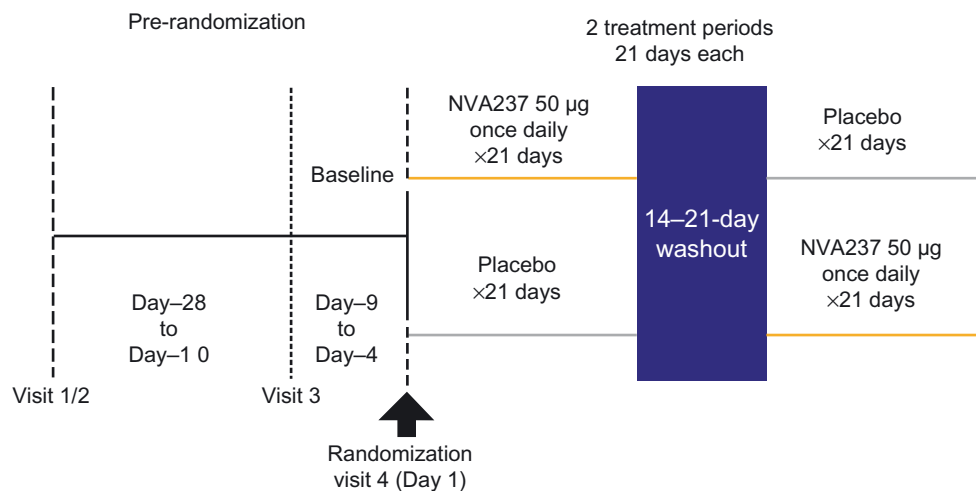 Pre-randomization
2 treatment periods
21 days each
NVA237 50 µg
once daily
×21 days
Placebo
×21 days
Baseline
14–21-day
washout
Placebo
×21 days
NVA237 50 µg
once daily
×21 days
Day–28
to
Day–1 0
Day–9
to
Day–4
Visit 1/2
Visit 3
Randomization
visit 4 (Day 1)